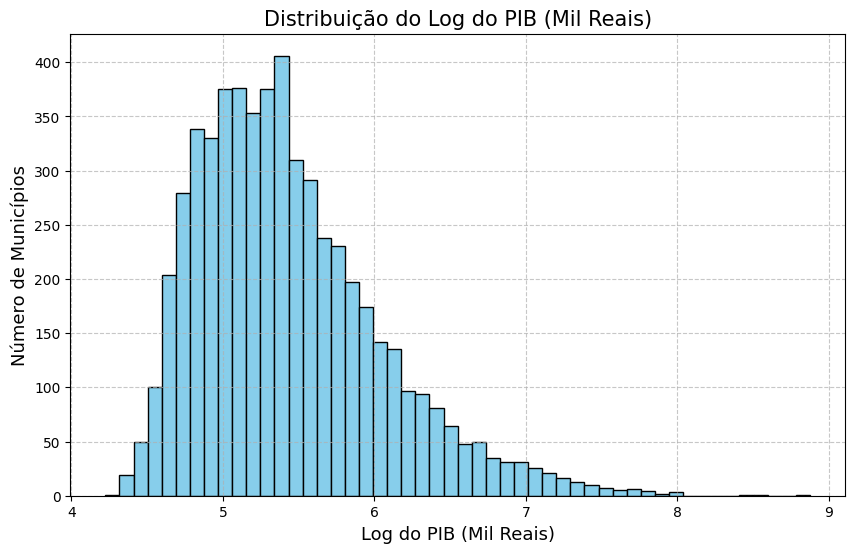 Distribuição do Log do PIB (Mil Reais)
400
350
300
250
200
150
100
50
0
Número de Municípios
4 5 6 7 8 9
Log do PIB (Mil Reais)